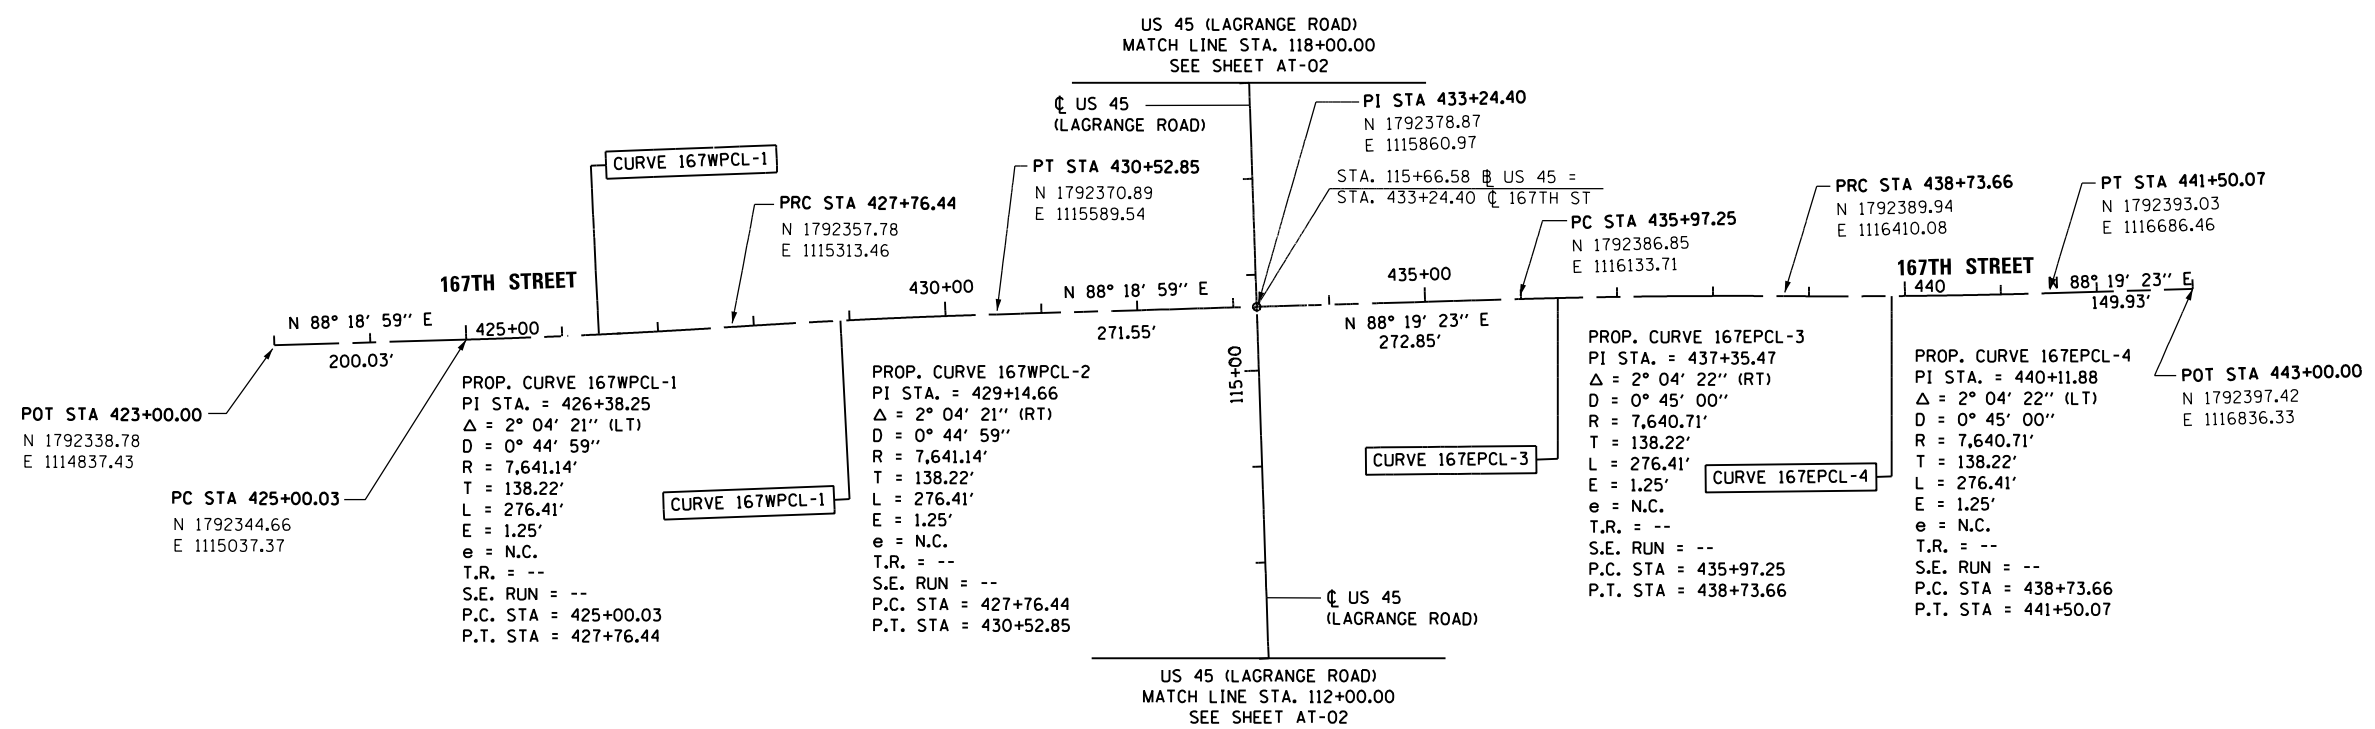 US 45 (LAGRANGE ROAD)
MATCH LINE STA. 118+00.00
SEE SHEET AT-02
℄ US 45
(LAGRANGE ROAD)
PI STA 433+24.40
N 1792378.87
E 1115860.97
STA. 115+66.58 ⅊ US 45 =
STA. 433+24.40 ℄ 167TH ST
CURVE 167WPCL-1
PT STA 430+52.85
N 1792370.89
E 1115589.54
PRC STA 427+76.44
N 1792357.78
E 1115313.46
PC STA 435+97.25
N 1792386.85
E 1116133.71
PRC STA 438+73.66
N 1792389.94
E 1116410.08
PT STA 441+50.07
N 1792393.03
E 1116686.46
167TH STREET
430+00
N 88° 18' 59'' E
435+00
167TH STREET
440
N 88° 19' 23'' E
149.93'
N 88° 18' 59'' E
425+00
200.03'
271.55'
N 88° 19' 23'' E
272.85'
115+00
POT STA 423+00.00
N 1792338.78
E 1114837.43
PC STA 425+00.03
N 1792344.66
E 1115037.37
PROP. CURVE 167WPCL-1
PI STA. = 426+38.25
Δ = 2° 04' 21'' (LT)
D = 0° 44' 59''
R = 7,641.14'
T = 138.22'
L = 276.41'
E = 1.25'
e = N.C.
T.R. = --
S.E. RUN = --
P.C. STA = 425+00.03
P.T. STA = 427+76.44
CURVE 167WPCL-1
PROP. CURVE 167WPCL-2
PI STA. = 429+14.66
Δ = 2° 04' 21'' (RT)
D = 0° 44' 59''
R = 7,641.14'
T = 138.22'
L = 276.41'
E = 1.25'
e = N.C.
T.R. = --
S.E. RUN = --
P.C. STA = 427+76.44
P.T. STA = 430+52.85
CURVE 167EPCL-3
PROP. CURVE 167EPCL-3
PI STA. = 437+35.47
Δ = 2° 04' 22'' (RT)
D = 0° 45' 00''
R = 7,640.71'
T = 138.22'
L = 276.41'
E = 1.25'
e = N.C.
T.R. = --
S.E. RUN = --
P.C. STA = 435+97.25
P.T. STA = 438+73.66
CURVE 167EPCL-4
PROP. CURVE 167EPCL-4
PI STA. = 440+11.88
Δ = 2° 04' 22'' (LT)
D = 0° 45' 00''
R = 7,640.71'
T = 138.22'
L = 276.41'
E = 1.25'
e = N.C.
T.R. = --
S.E. RUN = --
P.C. STA = 438+73.66
P.T. STA = 441+50.07
POT STA 443+00.00
N 1792397.42
E 1116836.33
℄ US 45
(LAGRANGE ROAD)
US 45 (LAGRANGE ROAD)
MATCH LINE STA. 112+00.00
SEE SHEET AT-02